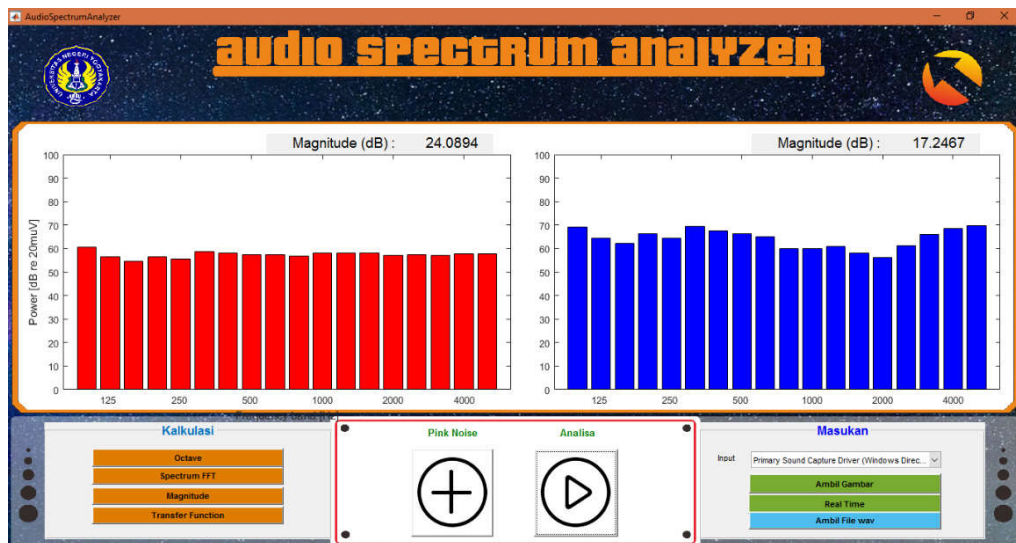 AudioSpectrumAnalyzer
audio spectrum analyzer
UNIVERSITAS NEGERI YOGYAKARTA
Magnitude (dB) : 24.0894
Magnitude (dB) : 17.2467
Power [dB re 20muV]
100
90
80
70
60
50
40
30
20
10
0
125 250 500 1000 2000 4000
100
90
80
70
60
50
40
30
20
10
0
125 250 500 1000 2000 4000
Kalkulasi
Octave
Spectrum FFT
Magnitude
Transfer Function
Pink Noise
Analisa
Masukan
Input
Primary Sound Capture Driver (Windows Direc...
Ambil Gambar
Real Time
Ambil File wav